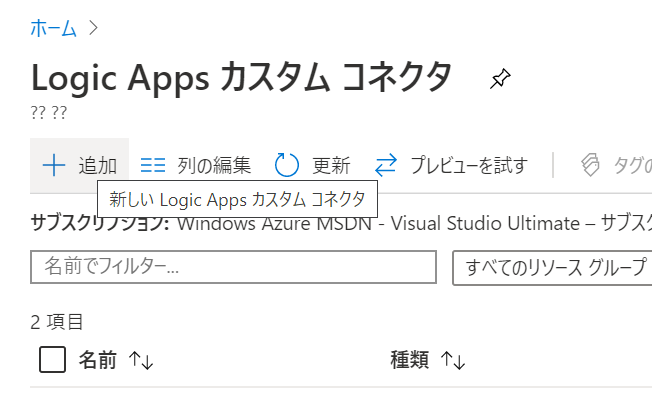 ホーム
Logic Apps カスタム コネクタ
?? ??
追加 列の編集 更新 プレビューを試す タグの
新しい Logic Apps カスタム コネクタ
サブスクリプション: Windows Azure MSDN - Visual Studio Ultimate – サブス
名前でフィルター... すべてのリソース グループ
2 項目
名前 種類